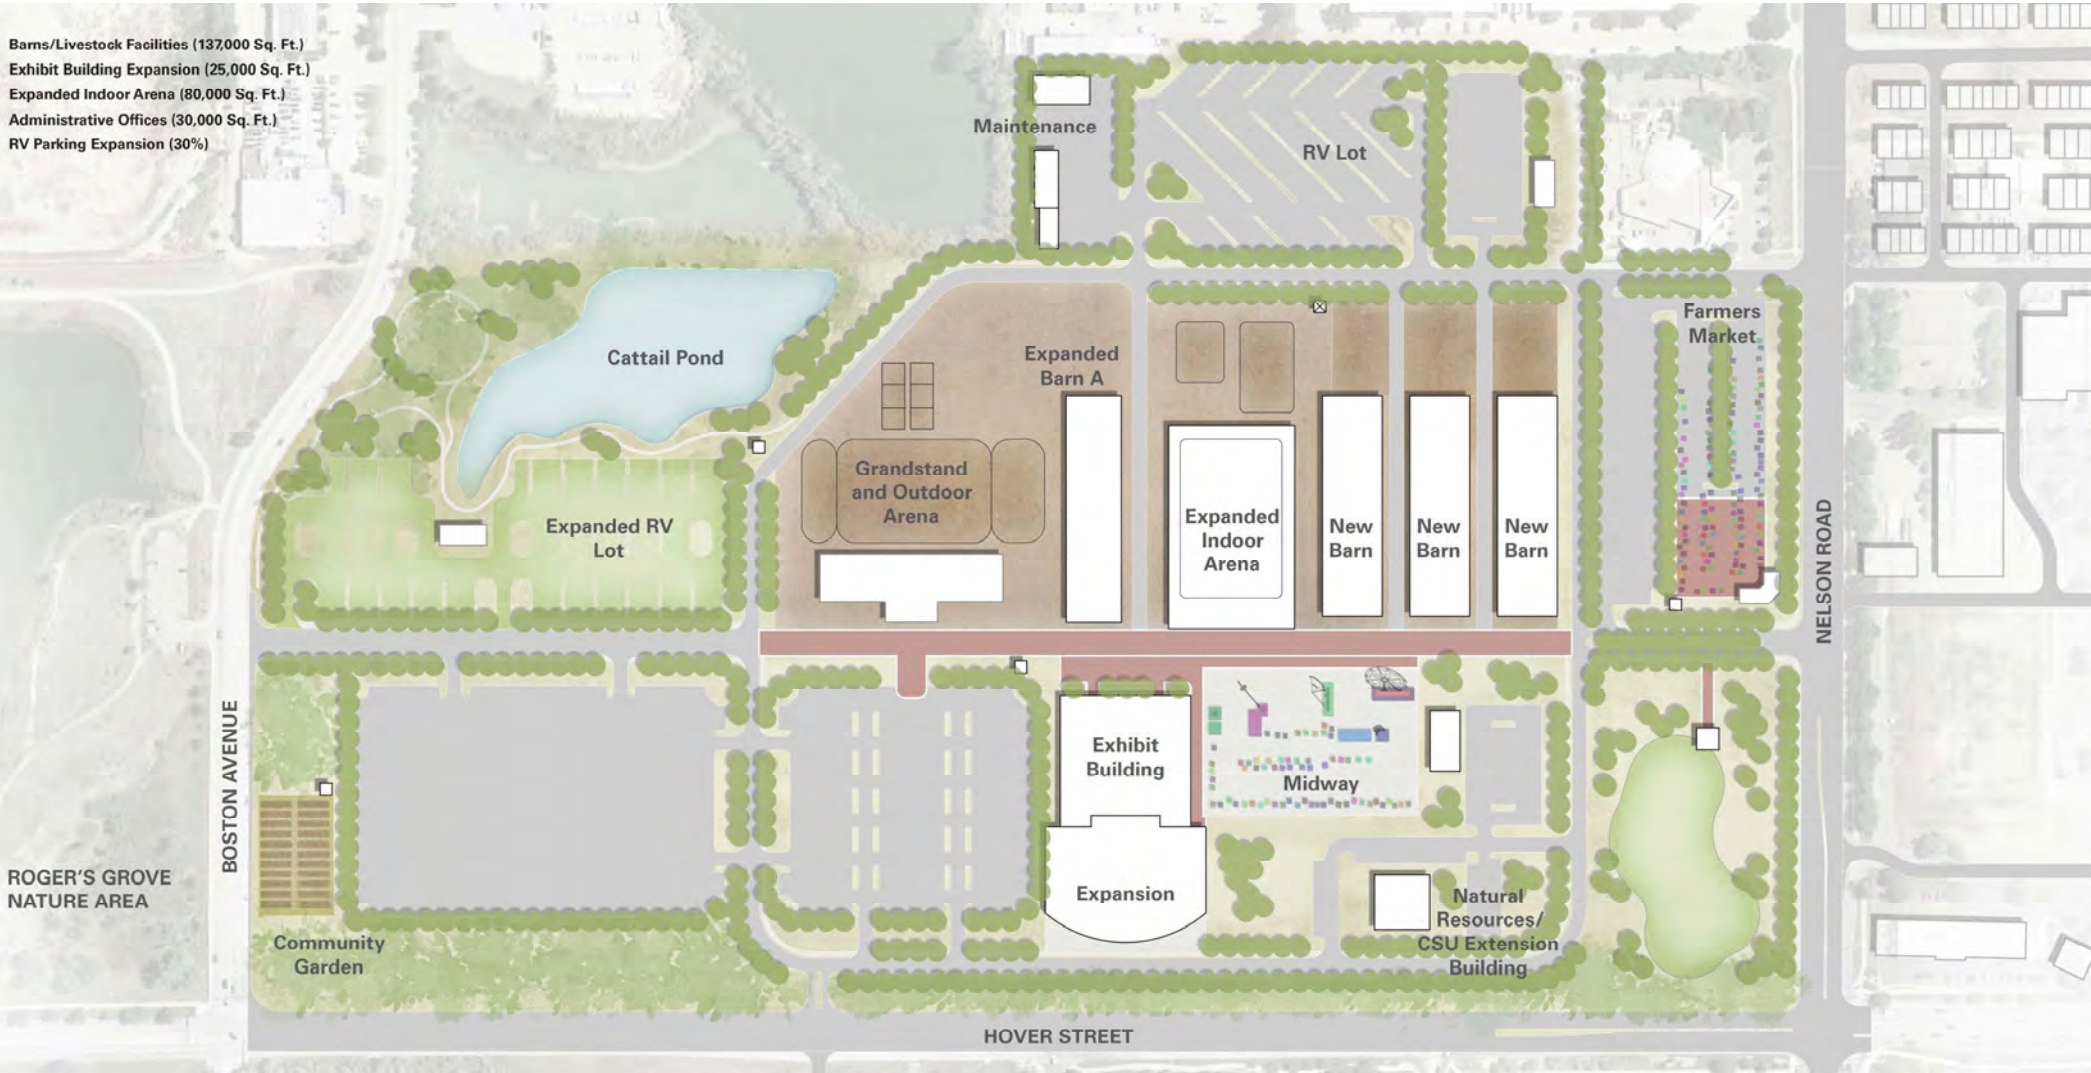 Barns/Livestock Facilities (137,000 Sq. Ft.)
Exhibit Building Expansion (25,000 Sq. Ft.)
Expanded Indoor Arena (80,000 Sq. Ft.)
Administrative Offices (30,000 Sq. Ft.)
RV Parking Expansion (30%)
Maintenance
RV Lot
Farmers
Market
Cattail Pond
Expanded
Barn A
Grandstand
and Outdoor
Arena
Expanded RV
Lot
Expanded
Indoor
Arena
New
Barn
New
Barn
New
Barn
NELSON ROAD
BOSTON AVENUE
Exhibit
Building
Midway
Expansion
Natural
Resources/
CSU Extension
Building
ROGER'S GROVE
NATURE AREA
Community
Garden
HOVER STREET